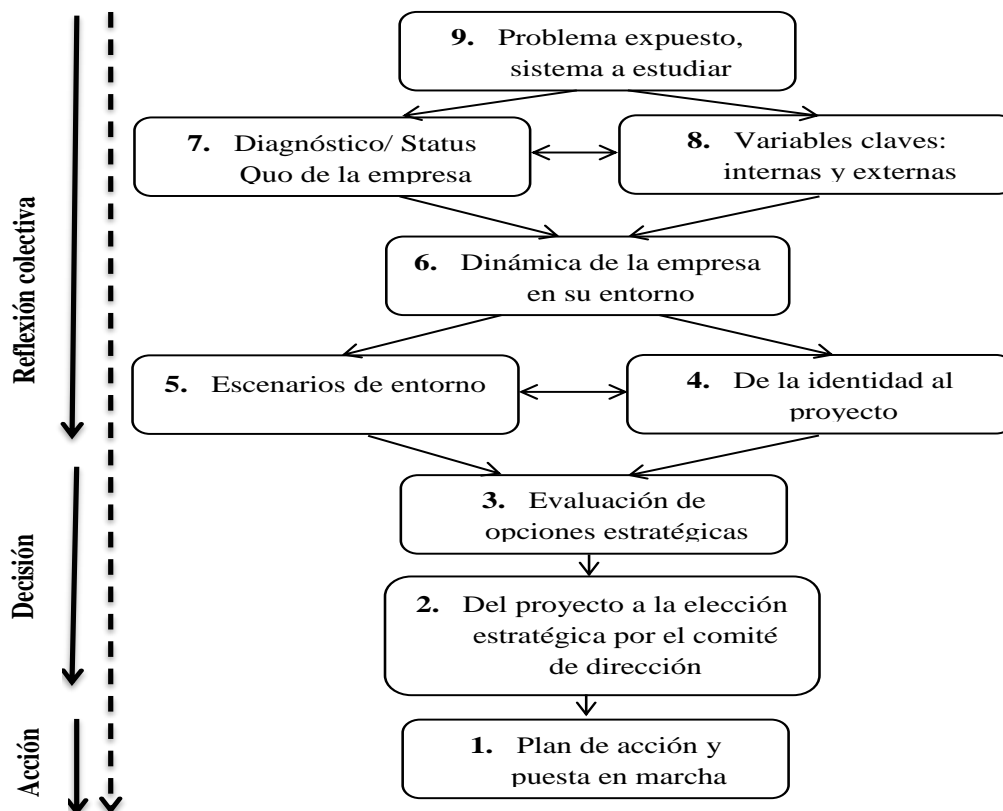 9. Problema expuesto,
sistema a estudiar
7. Diagnóstico/ Status
Quo de la empresa
8. Variables claves:
internas y externas
Reflexión colectiva
6. Dinámica de la empresa
en su entorno
5. Escenarios de entorno
4. De la identidad al
proyecto
3. Evaluación de
opciones estratégicas
Decisión
2. Del proyecto a la elección
estratégica por el comité
de dirección
Acción
1. Plan de acción y
puesta en marcha